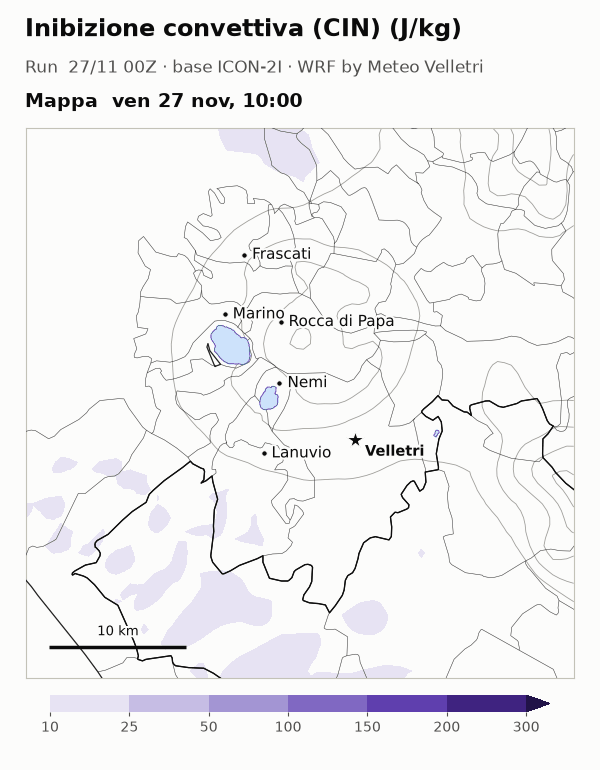 Inibizione convettiva (CIN) (J/kg)
Run  27/11 00Z · base ICON-2I · WRF by Meteo Velletri
Mappa  ven 27 nov, 10:00
Frascati
Marino
Rocca di Papa
Nemi
Velletri
Lanuvio
10 km
10 25 50 100 150 200 300